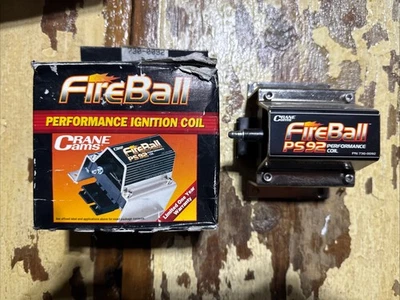 FireBall
PERFORMANCE IGNITION COIL
CRANE
Cams
FireBall
PS92
Limited One Year
Warranty
CRANE
Cams
FireBall
PS92 PERFORMANCE
COIL